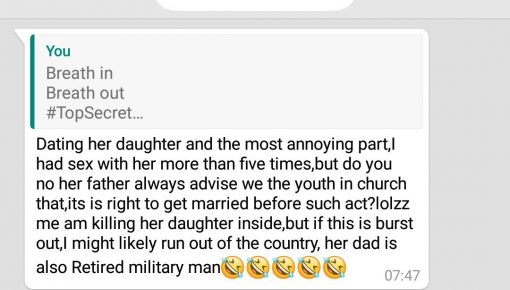 You
Breath in
Breath out
#TopSecret...
Dating her daughter and the most annoying part,I
had sex with her more than five times,but do you
no her father always advise we the youth in church
that,its is right to get married before such act?lolzz
me am killing her daughter inside,but if this is burst
out,I might likely run out of the country, her dad is
also Retired military man🤣🤣🤣🤣🤣
07:47